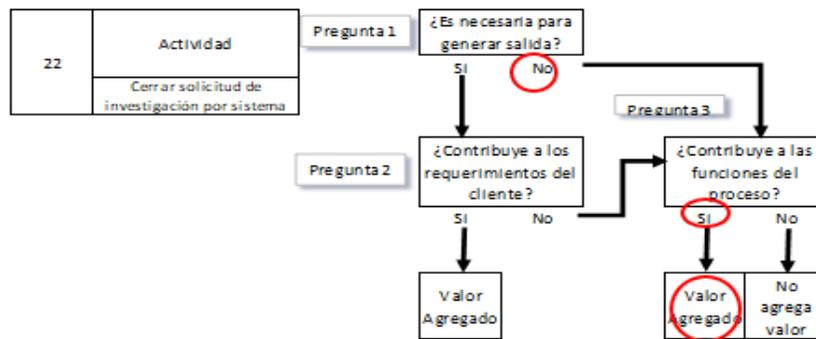 22
Actividad
Cerrar solicitud de
investigación por sistema
Pregunta 1
¿Es necesaria para
generar salida?
SI
No
Pregunta 3
Pregunta 2
¿Contribuye a los
requerimientos del
cliente?
SI
No
¿Contribuye a las
funciones del
proceso?
SI
No
Valor
Agregado
Valor
Agregado
No
agrega
valor